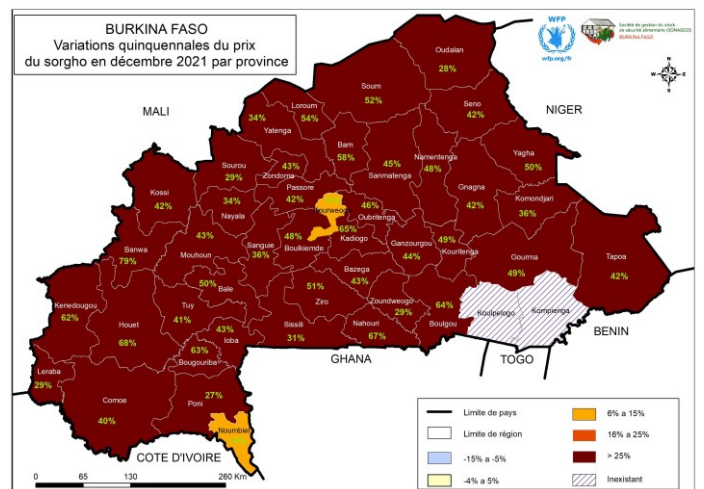 BURKINA FASO
Variations quinquennales du prix
du sorgho en décembre 2021 par province
WFP
wfp.org/fr
Société de gestion du stock
de sécurité alimentaire (SONAGESS)
BURKINA FASO
N
W
E
S
MALI
NIGER
BENIN
TOGO
GHANA
COTE D'IVOIRE
Oudalan
28%
Soum
52%
Loroum
54%
34%
Yatenga
Seno
42%
Bam
58%
Yagha
50%
Sourou
29%
Zondoma
43%
Sanmatenga
45%
Namentenga
48%
Passore
42%
Kossi
42%
34%
Nayala
Gnagna
42%
Komondjari
36%
Kourweogo
46%
Oubritenga
65%
Kadiogo
48%
Boulkiemde
Sanguie
36%
43%
Mouhoun
Banwa
79%
Ganzourgou
44%
49%
Kouritenga
Gourma
49%
Tapoa
42%
Bazega
43%
50%
Bale
51%
Ziro
Zoundweogo
29%
64%
Boulgou
Koulpelogo
Kompienga
Kenedougou
62%
Houet
68%
Tuy
41%
43%
Ioba
Sissili
31%
Nahouri
67%
63%
Bougouriba
Leraba
29%
Comoe
40%
27%
Poni
Noumbiel
0
65
130
260 Km
Limite de pays
Limite de région
-15% a -5%
-4% a 5%
6% a 15%
16% a 25%
> 25%
Inexistant